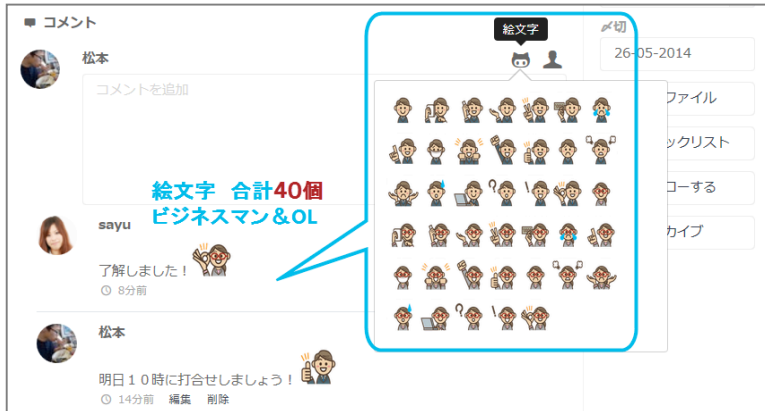 コメント
絵文字
〆切
松本
26-05-2014
コメントを追加
ファイル
ックリスト
ローする
カイブ
絵文字 合計40個
ビジネスマン&OL
sayu
了解しました!
8分前
松本
明日10時に打合せしましょう!
14分前 編集 削除